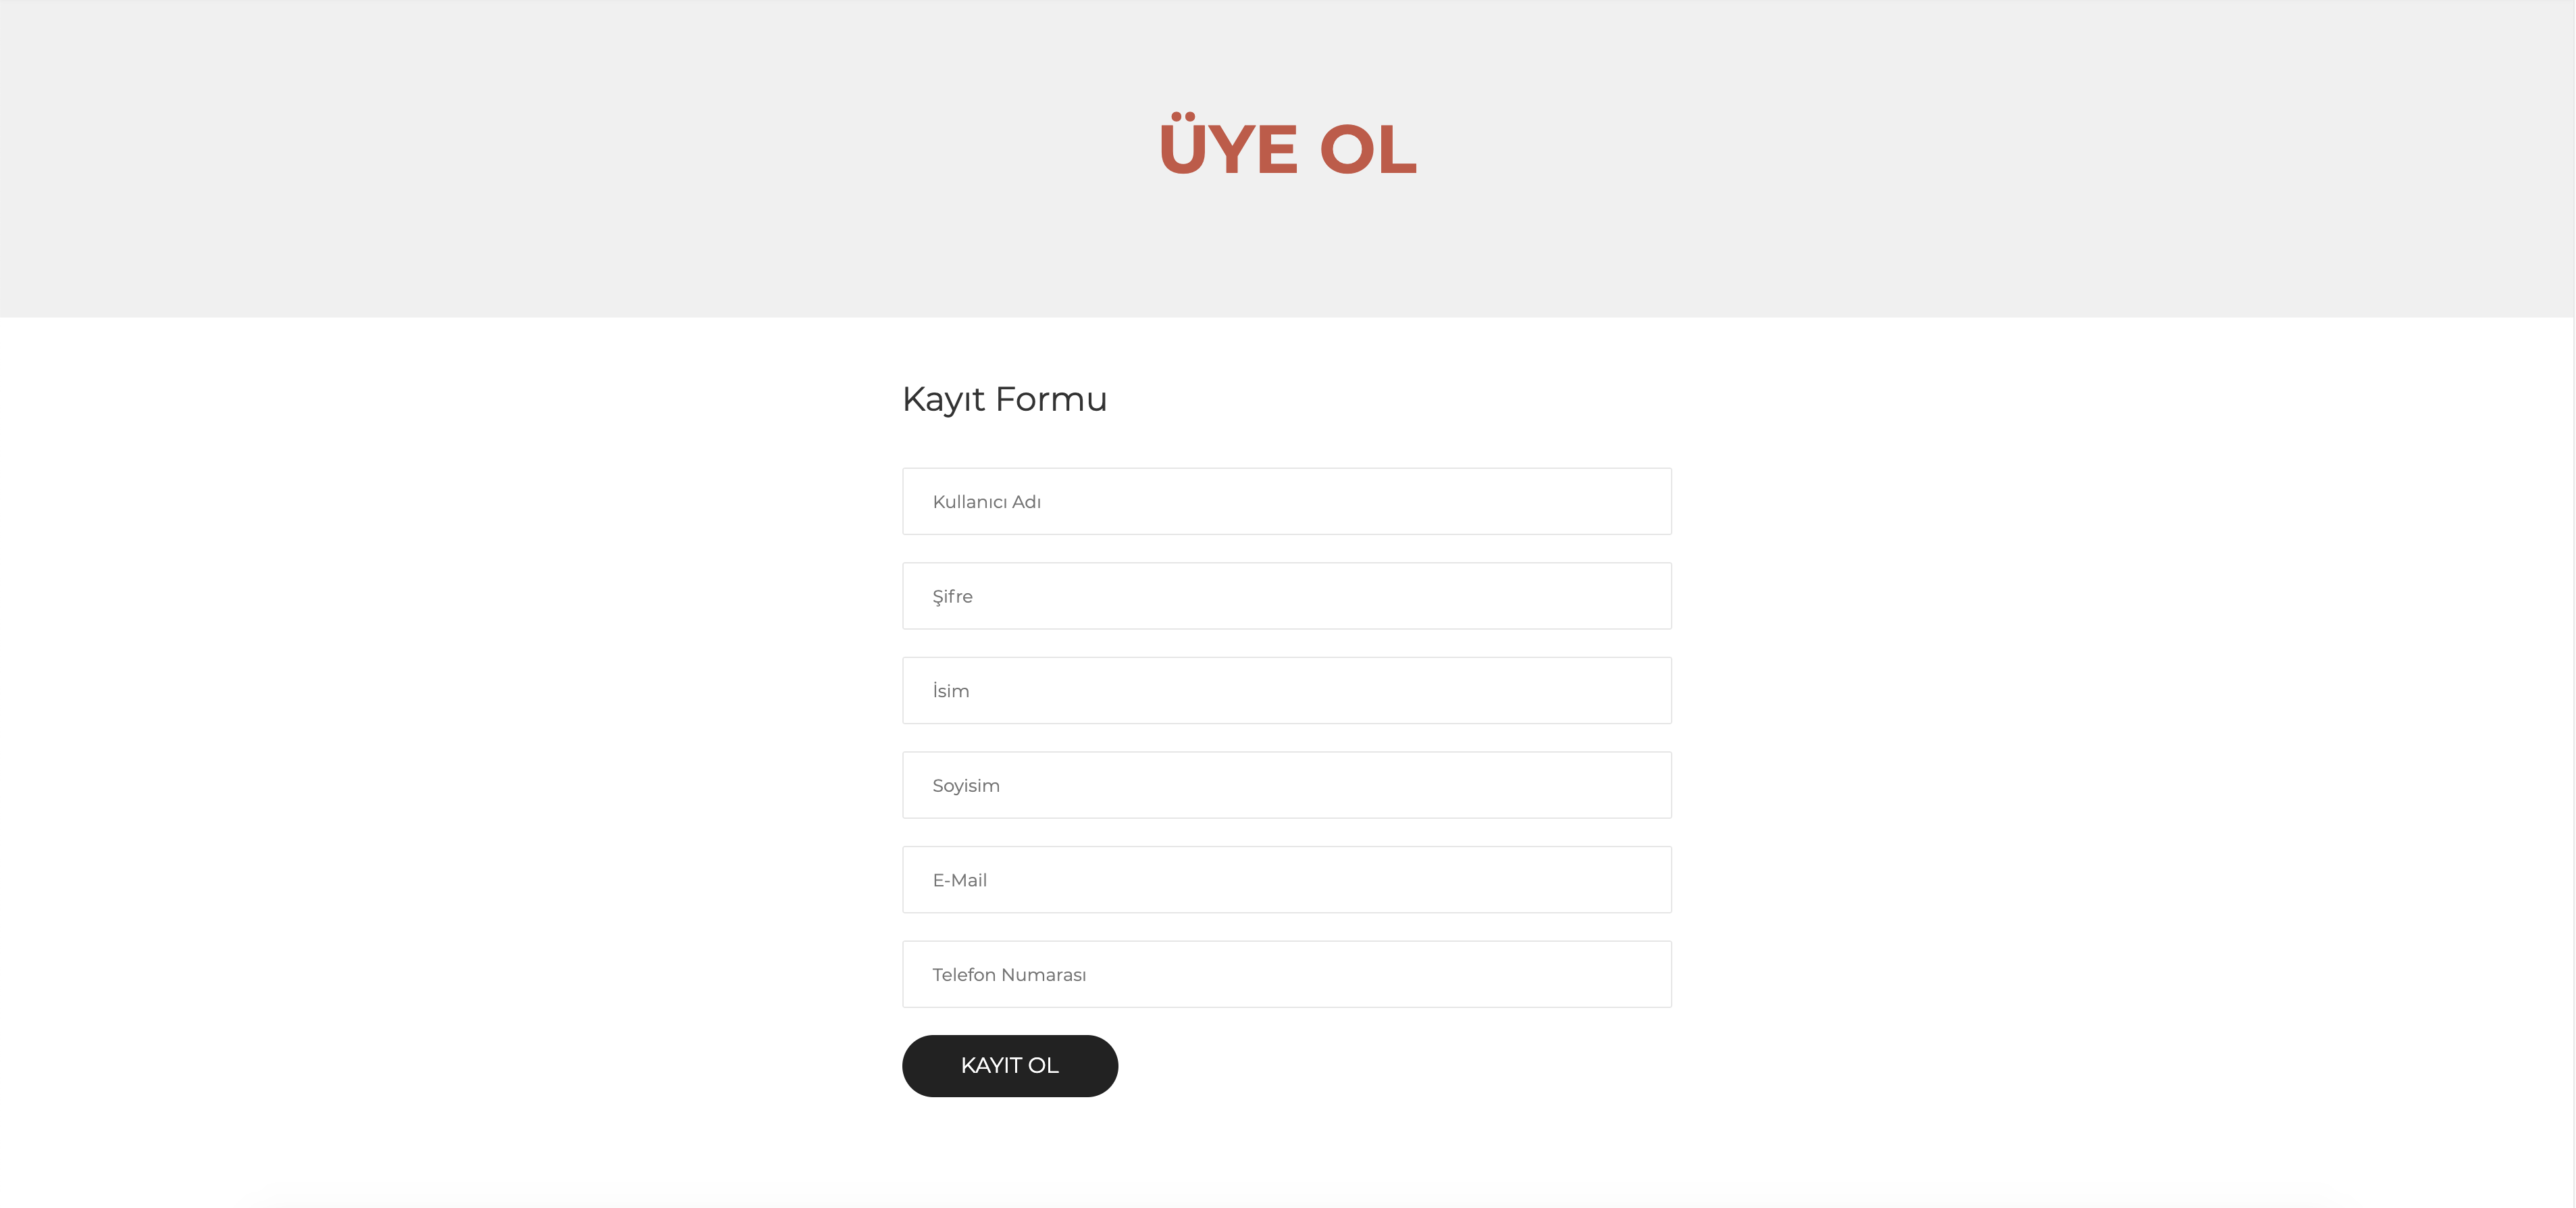 ÜYE OL
Kayıt Formu
Kullanıcı Adı
Şifre
İsim
Soyisim
E-Mail
Telefon Numarası
KAYIT OL